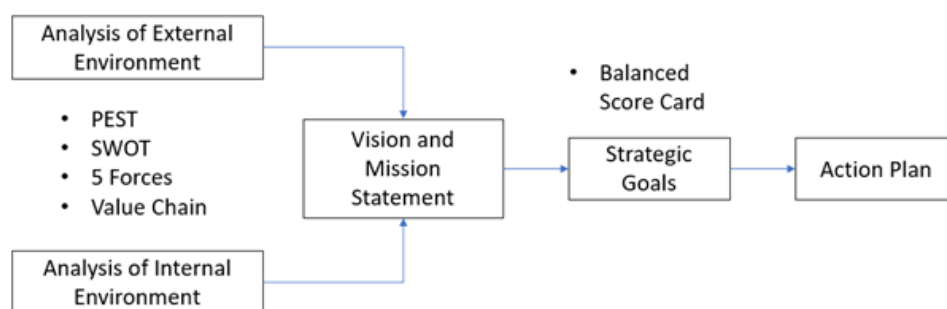 Analysis of External
Environment
• PEST
• SWOT
• 5 Forces
• Value Chain
Analysis of Internal
Environment
Vision and
Mission
Statement
• Balanced
Score Card
Strategic
Goals
Action Plan